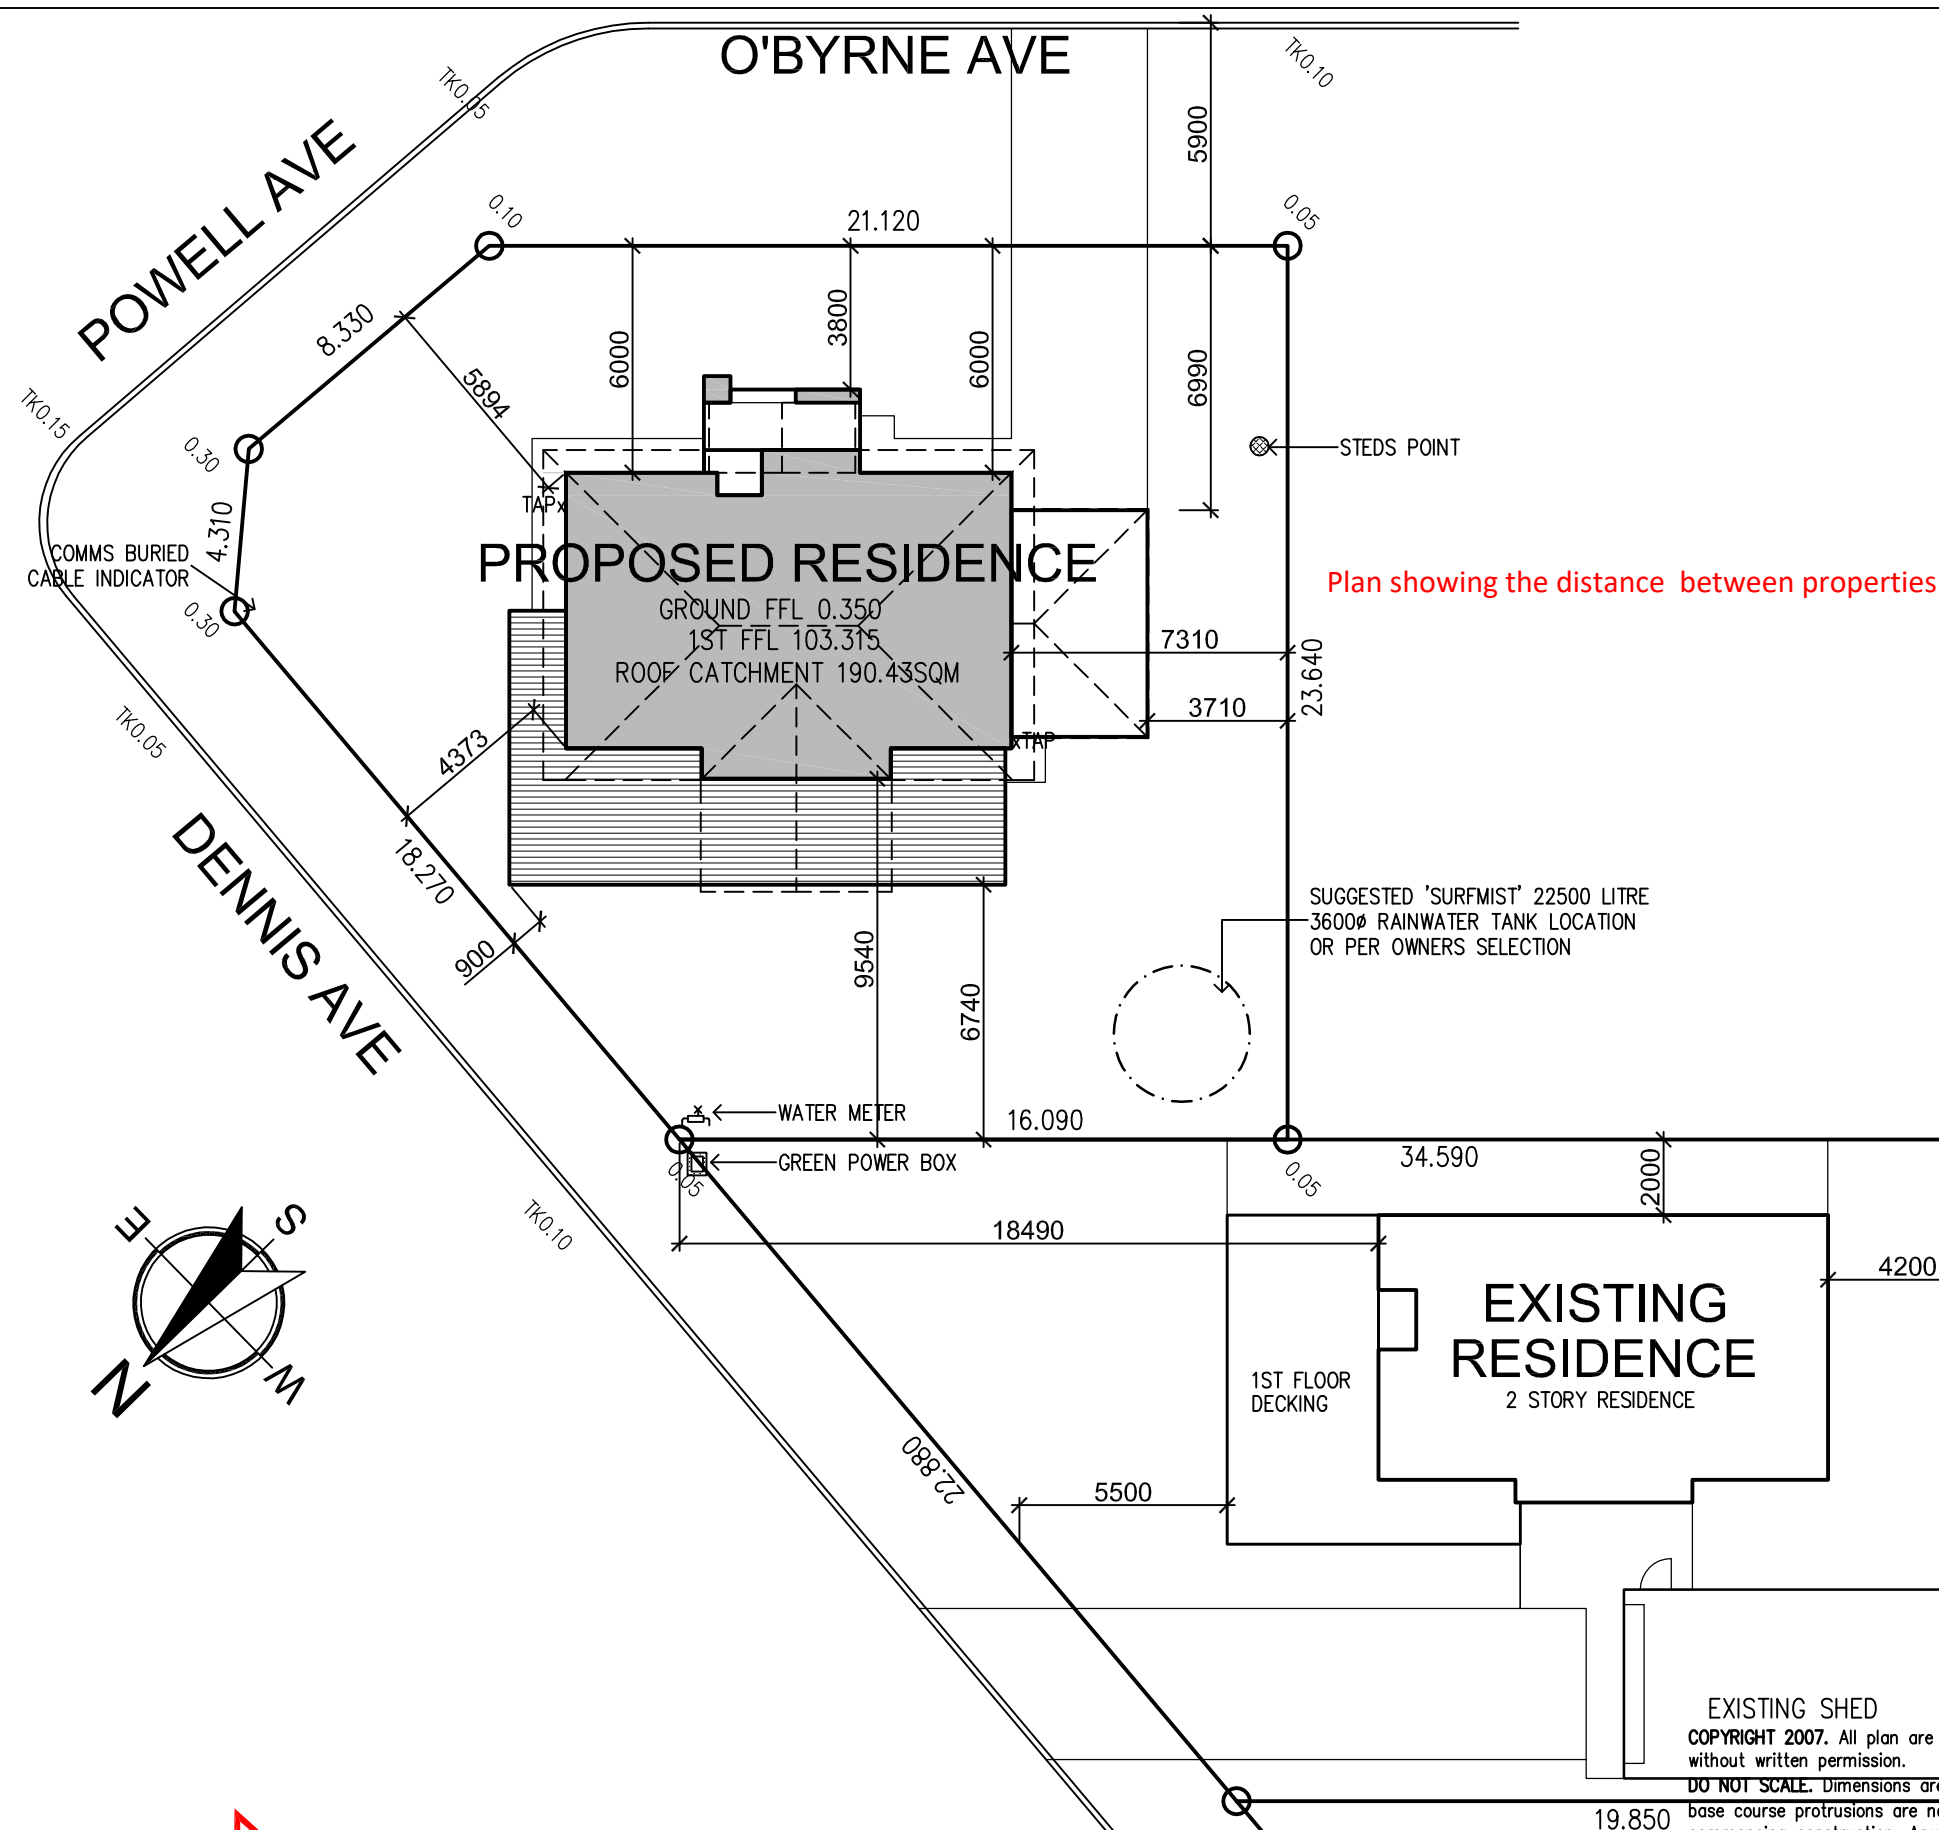 O'BYRNE AVE
TK0.10
TK0.05
5900
POWELL AVE
0.10
21.120
0.05
8.330
3800
6000
6000
6990
5894
TK0.15
0.30
STEDS POINT
TAPx
4.310
COMMS BURIED
CABLE INDICATOR
PROPOSED RESIDENCE
Plan showing the distance between properties
0.30
GROUND FFL 0.350
1ST FFL 103.315
ROOF CATCHMENT 190.43SQM
7310
23.640
3710
TK0.05
4373
xTAP
DENNIS AVE
18.270
SUGGESTED 'SURFMIST' 22500 LITRE
3600ø RAINWATER TANK LOCATION
OR PER OWNERS SELECTION
900
9540
6740
WATER METER
16.090
GREEN POWER BOX
0.05
34.590
0.05
2000
TK0.10
18490
E
S
N
W
4200
EXISTING
RESIDENCE
2 STORY RESIDENCE
1ST FLOOR
DECKING
22.880
5500
EXISTING SHED
COPYRIGHT 2007. All plan are
without written permission.
DO NOT SCALE. Dimensions are
19.850
base course protrusions are